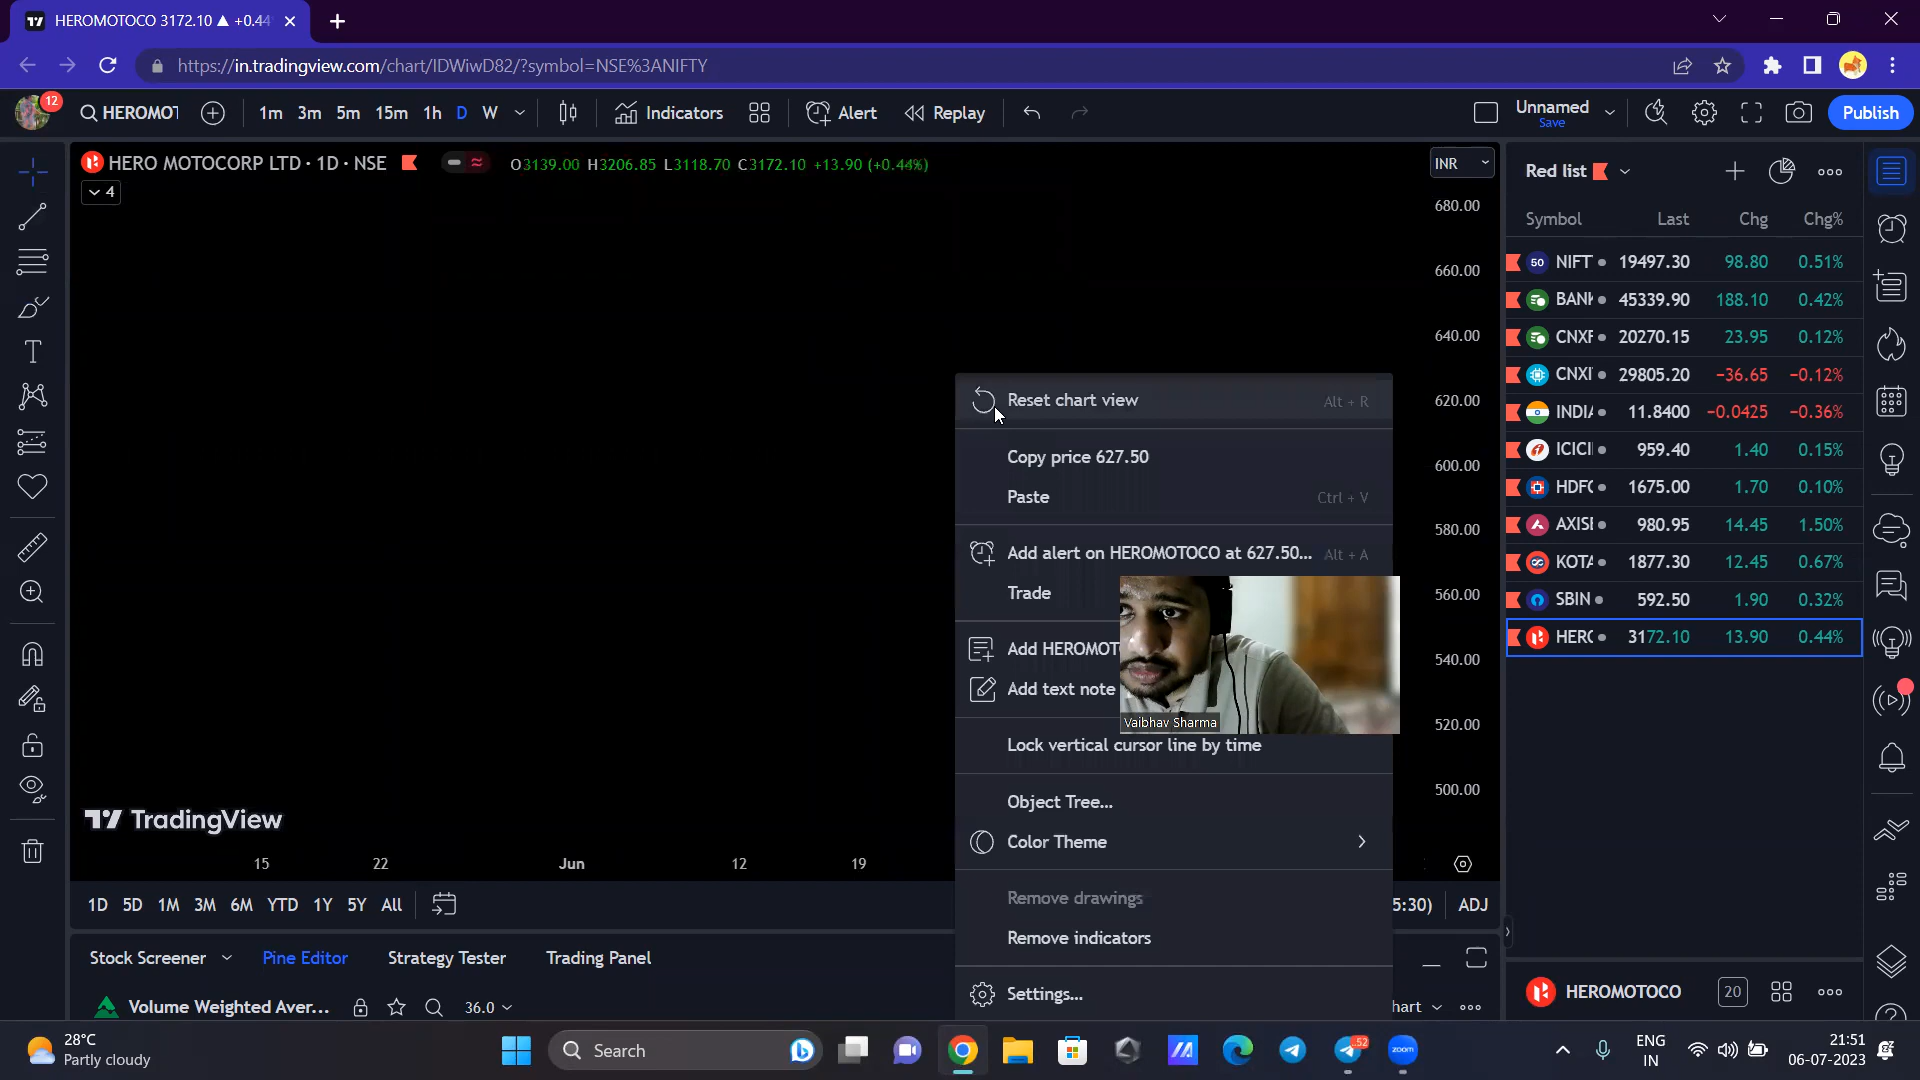 HEROMOTOCO 3172.10 ▲ +0.44
https://in.tradingview.com/chart/IDWiwD82/?symbol=NSE%3ANIFTY
12
HEROMOT
1m 3m 5m 15m 1h D W
Indicators
Alert
Replay
Unnamed
Save
Publish
HERO MOTOCORP LTD · 1D · NSE
O3139.00 H3206.85 L3118.70 C3172.10 +13.90 (+0.44%)
4
INR
680.00
660.00
640.00
620.00
600.00
580.00
560.00
540.00
520.00
500.00
Reset chart view Alt + R
Copy price 627.50
Paste Ctrl + V
Add alert on HEROMOTOCO at 627.50... Alt + A
Trade
Add HEROMOT
Add text note
Lock vertical cursor line by time
Object Tree...
Color Theme
Remove drawings
Remove indicators
Settings...
Vaibhav Sharma
TradingView
15 22 Jun 12 19
1D 5D 1M 3M 6M YTD 1Y 5Y All
5:30) ADJ
Stock Screener Pine Editor Strategy Tester Trading Panel
Volume Weighted Aver... 36.0
hart
Red list
Symbol Last Chg Chg%
50 NIFT 19497.30 98.80 0.51%
BANK 45339.90 188.10 0.42%
CNXF 20270.15 23.95 0.12%
CNXI 29805.20 −36.65 −0.12%
INDIA 11.8400 −0.0425 −0.36%
ICICI 959.40 1.40 0.15%
HDFC 1675.00 1.70 0.10%
AXISI 980.95 14.45 1.50%
KOTA 1877.30 12.45 0.67%
SBIN 592.50 1.90 0.32%
HERO 3172.10 13.90 0.44%
HEROMOTOCO 20
28°C
Partly cloudy
Search
52
zoom
ENG
IN
21:51
06-07-2023